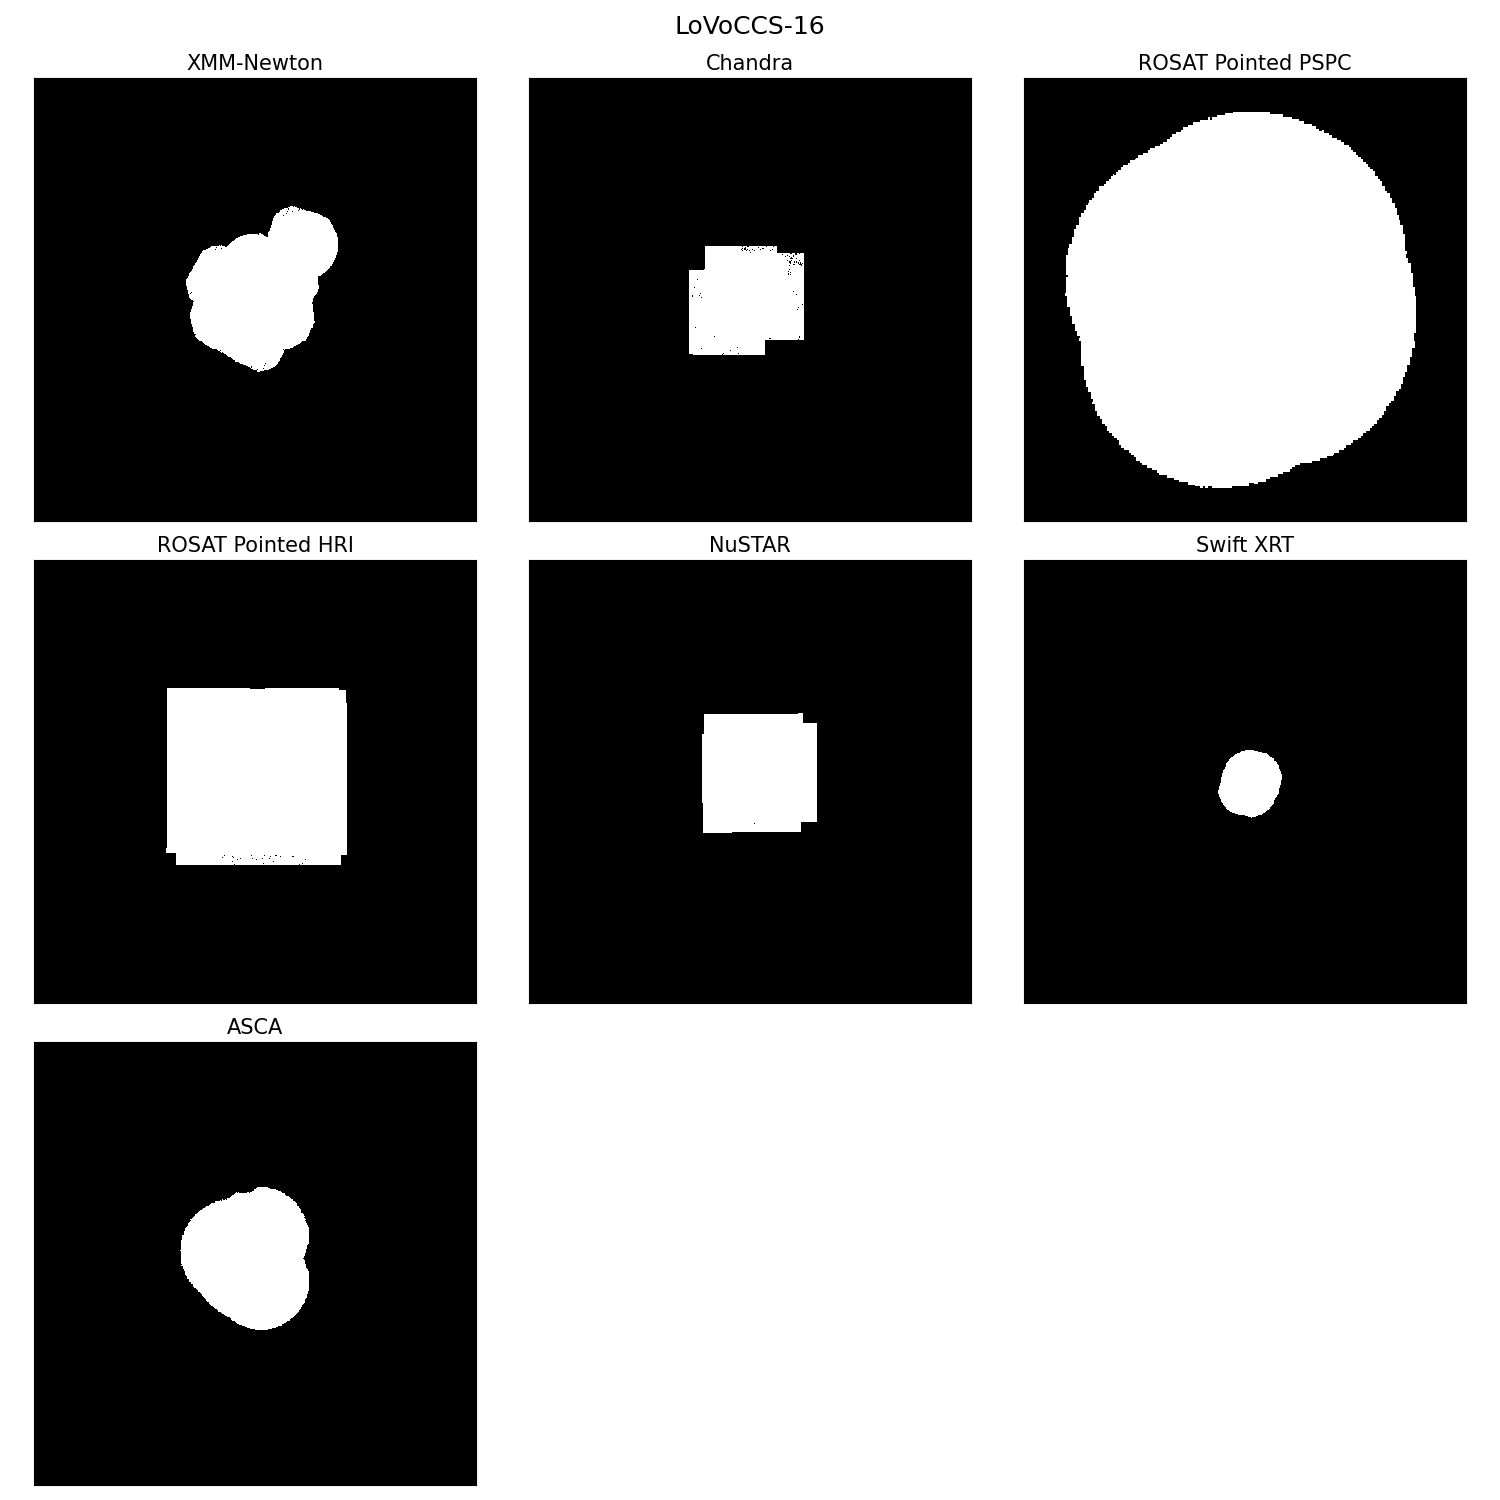 LoVoCCS-16
XMM-Newton
Chandra
ROSAT Pointed PSPC
ROSAT Pointed HRI
NuSTAR
Swift XRT
ASCA